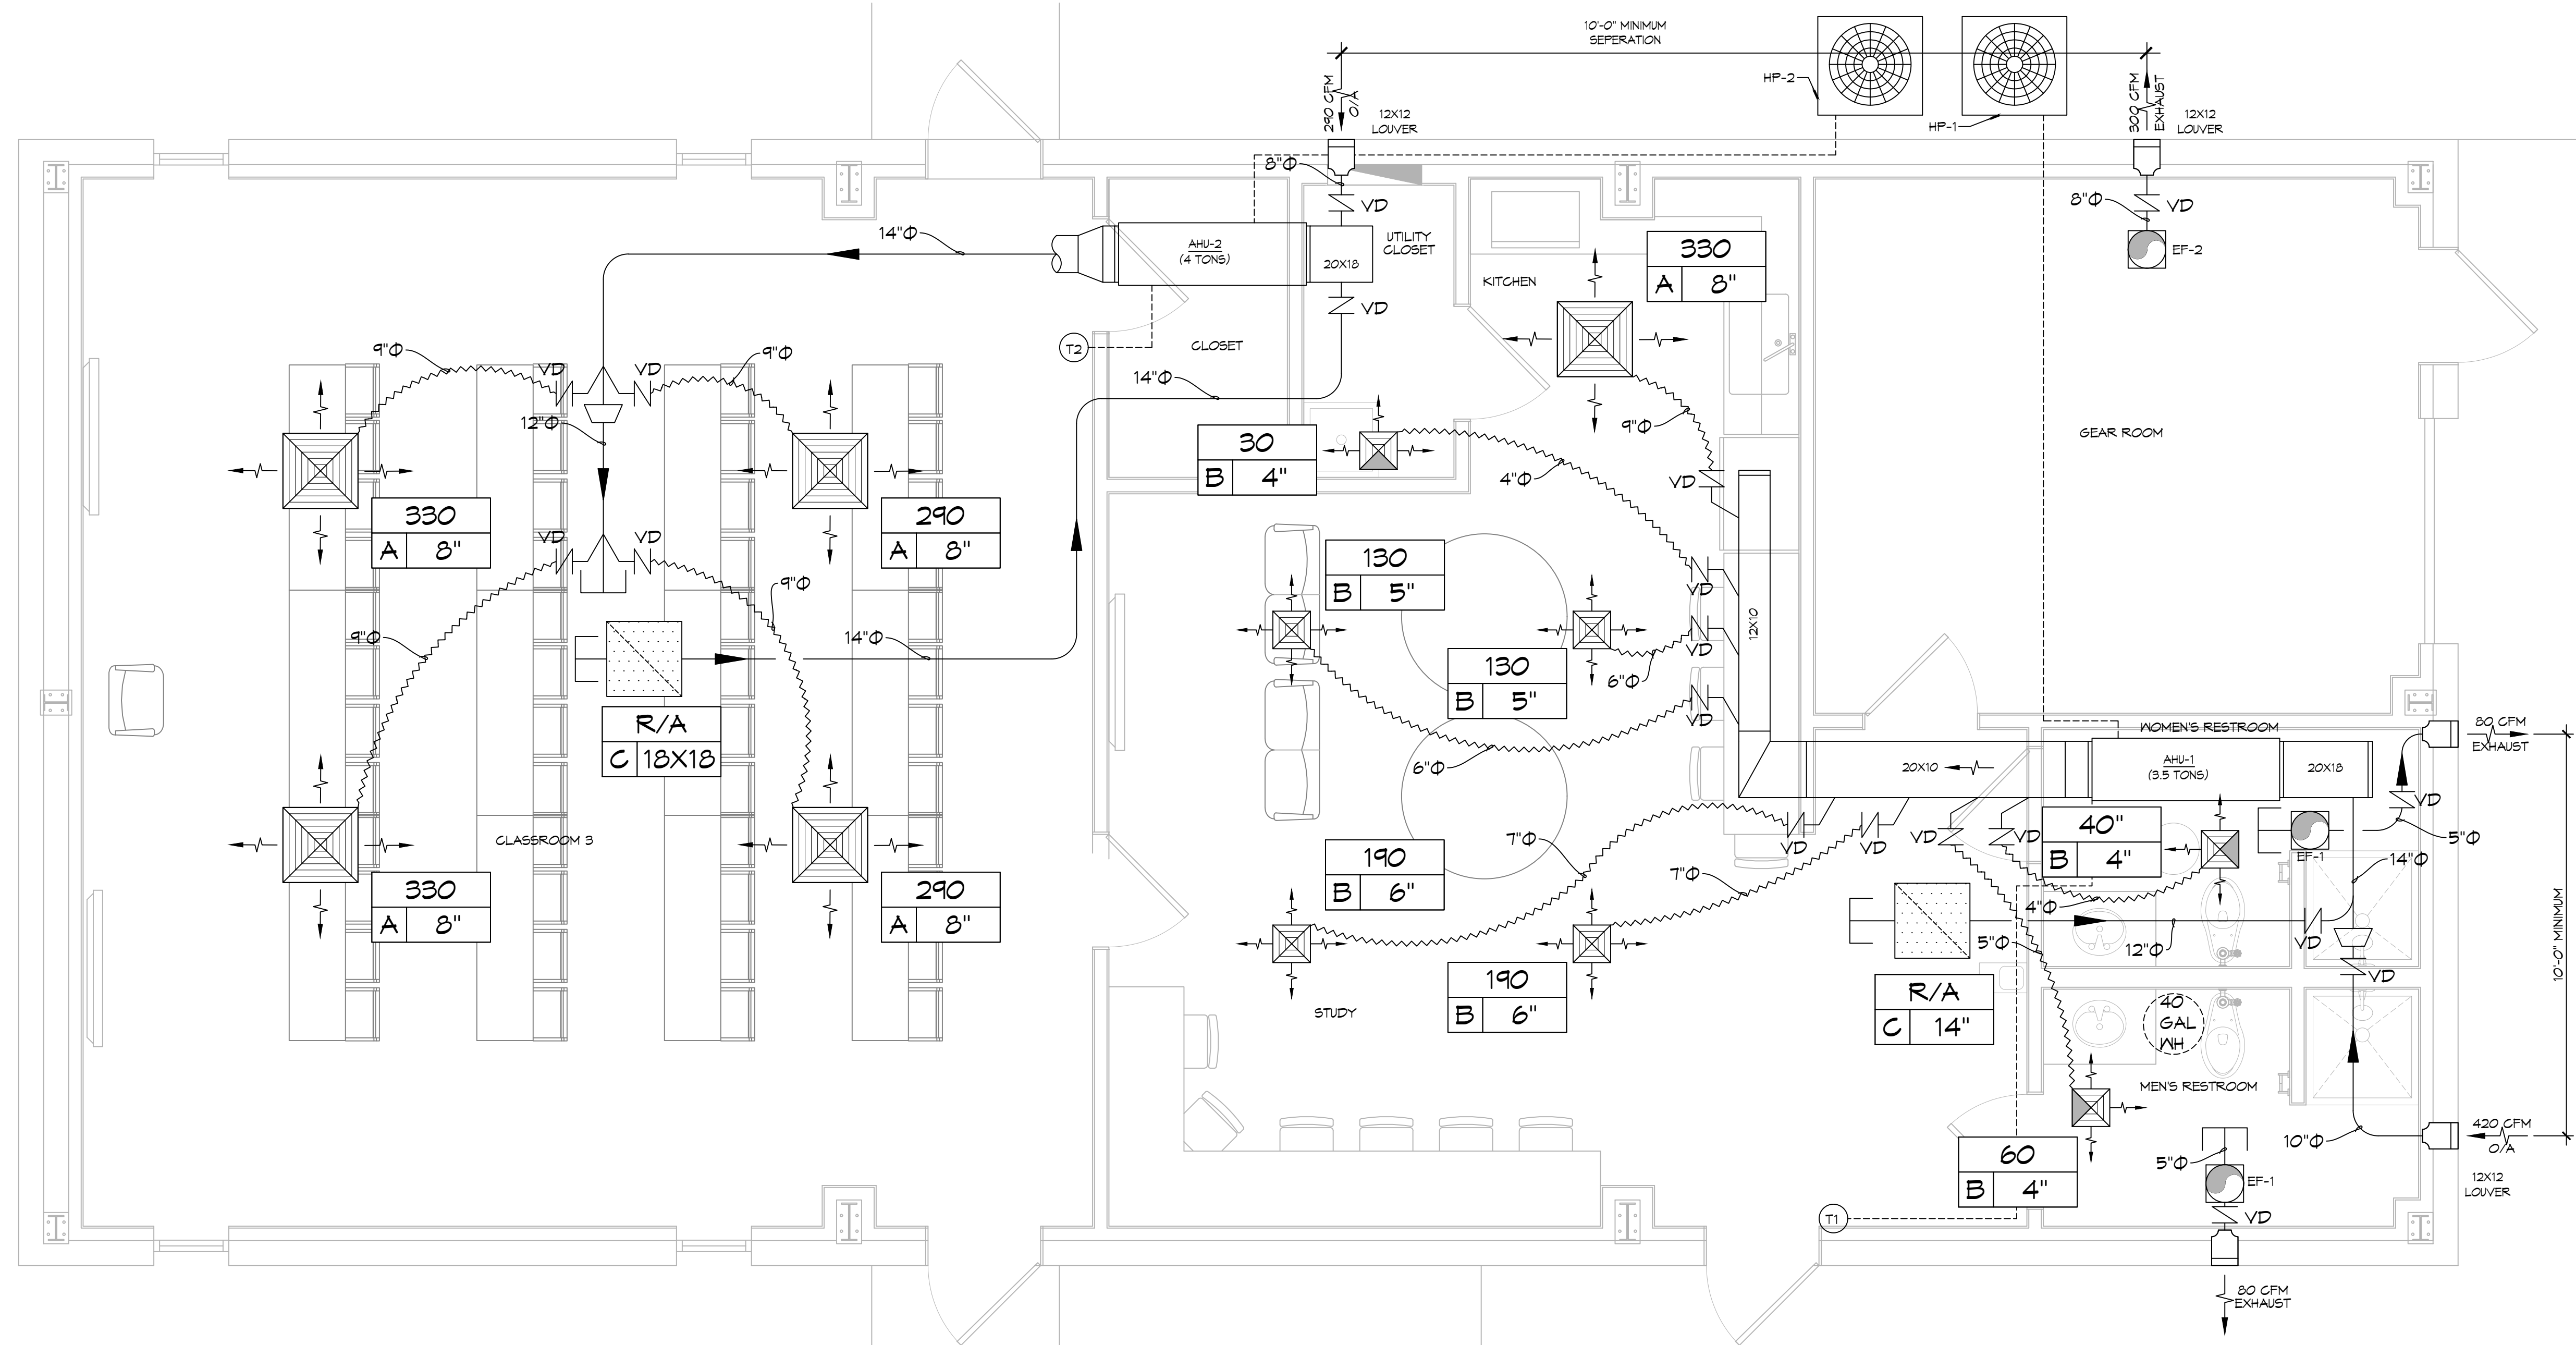 10'-0" MINIMUM
SEPERATION
HP-2
HP-1
290 CFM
O/A
12X12
LOUVER
300 CFM
EXHAUST
12X12
LOUVER
8"Φ
VD
8"Φ
VD
EF-2
14"Φ
AHU-2
(4 TONS)
20X18
UTILITY
CLOSET
VD
KITCHEN
330
A
8"
T2
CLOSET
14"Φ
9"Φ
VD
VD
9"Φ
12"Φ
30
B
4"
4"Φ
9"Φ
VD
GEAR ROOM
330
A
8"
290
A
8"
VD
VD
9"Φ
9"Φ
14"Φ
130
B
5"
VD
12X10
130
B
5"
VD
6"Φ
R/A
C
18X18
VD
6"Φ
WOMEN'S RESTROOM
80 CFM
EXHAUST
20X10
AHU-1
(3.5 TONS)
20X18
VD
CLASSROOM 3
190
B
6"
7"Φ
VD
VD
VD
VD
40"
B
4"
EF-1
5"Φ
14"Φ
7"Φ
330
A
8"
290
A
8"
4"Φ
5"Φ
12"Φ
VD
VD
190
B
6"
R/A
C
14"
10'-0" MINIMUM
STUDY
40
GAL
WH
MEN'S RESTROOM
10"Φ
420 CFM
O/A
12X12
LOUVER
60
B
4"
5"Φ
EF-1
T1
VD
80 CFM
EXHAUST